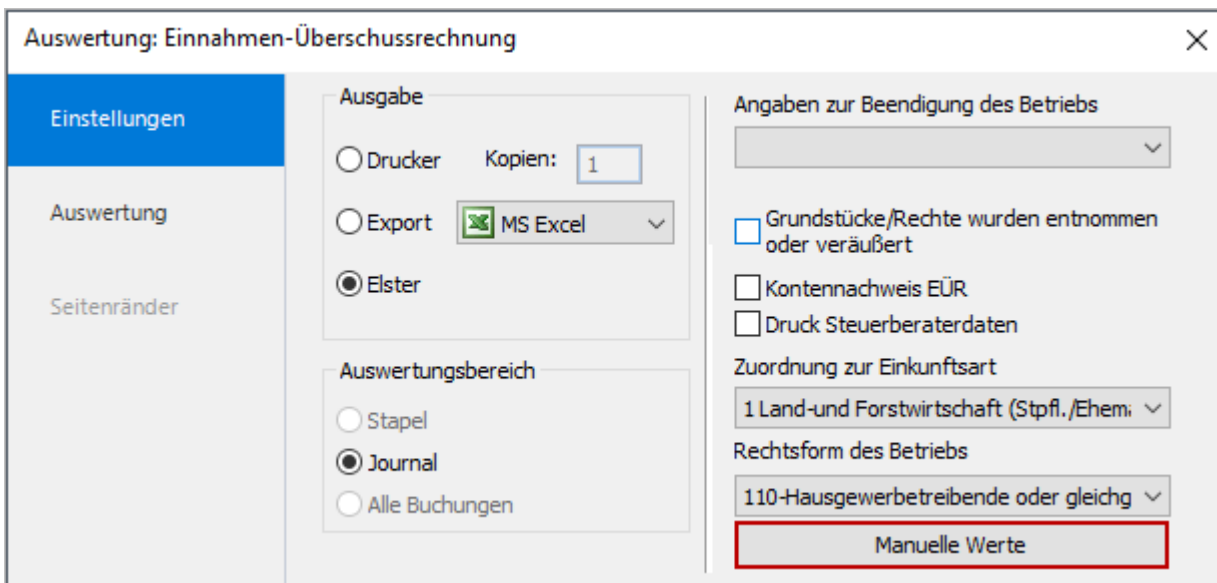 Auswertung: Einnahmen-Überschussrechnung
Einstellungen
Auswertung
Seitenränder
Ausgabe
Drucker Kopien: 1
Export MS Excel
Elster
Auswertungsbereich
Stapel
Journal
Alle Buchungen
Angaben zur Beendigung des Betriebs
Grundstücke/Rechte wurden entnommen
oder veräußert
Kontennachweis EÜR
Druck Steuerberaterdaten
Zuordnung zur Einkunftsart
1 Land-und Forstwirtschaft (Stpfl./Ehema
Rechtsform des Betriebs
110-Hausgewerbetreibende oder gleichg
Manuelle Werte